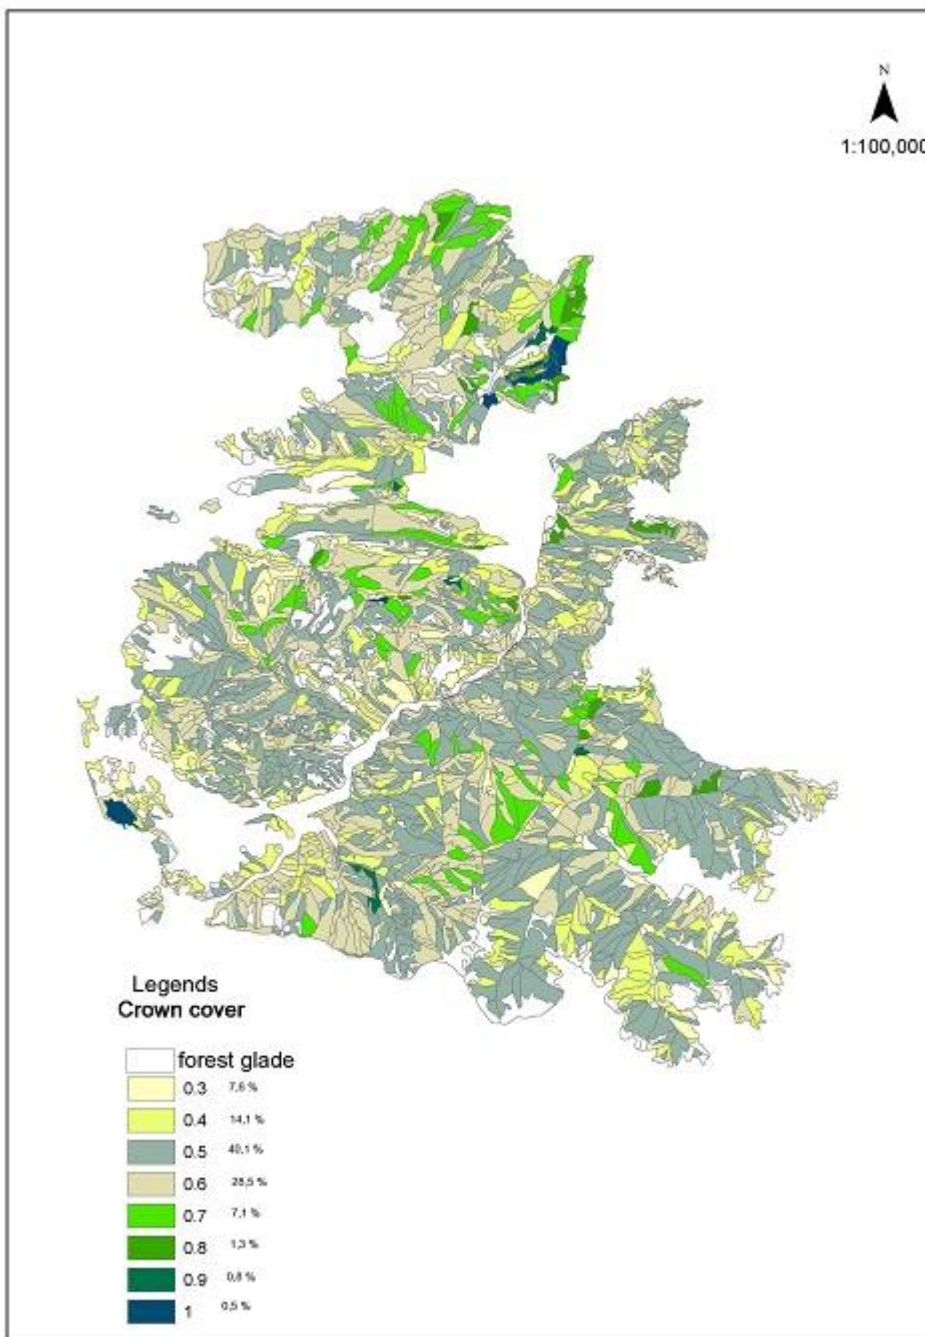 N
1:100,000
Legends
Crown cover
forest glade
0.3 7,6 %
0.4 14,1 %
0.5 40,1 %
0.6 28,5 %
0.7 7,1 %
0.8 1,3 %
0.9 0,8 %
1 0,5 %